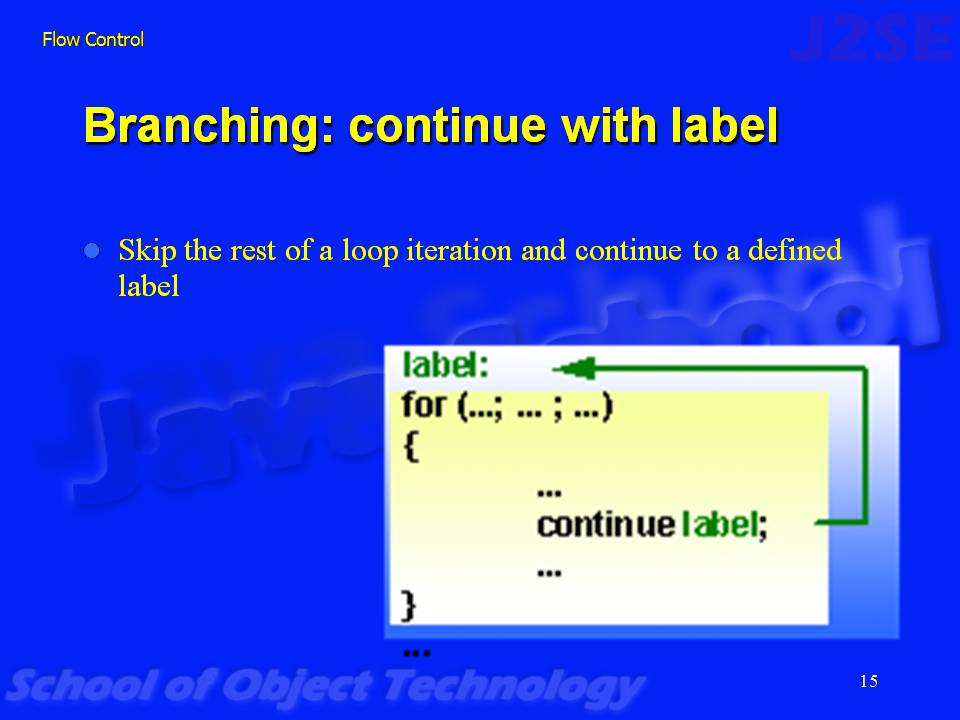 Flow Control
J2SE
Branching: continue with label
Skip the rest of a loop iteration and continue to a defined
label
Java School
label:
for (...; ... ; ...)
{
...
continue label;
...
}
...
School of Object Technology
15